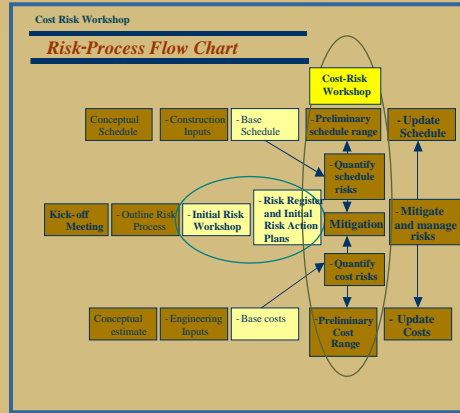 Cost Risk Workshop
Risk-Process Flow Chart
Cost-Risk
Workshop
Conceptual
Schedule
- Construction
Inputs
- Base
Schedule
- Preliminary
schedule range
- Update
Schedule
- Quantify
schedule
risks
Kick-off
Meeting
- Outline Risk
Process
- Initial Risk
Workshop
- Risk Register
and Initial
Risk Action
Plans
Mitigation
- Mitigate
and manage
risks
- Quantify
cost risks
Conceptual
estimate
- Engineering
Inputs
- Base costs
- Preliminary
Cost
Range
- Update
Costs